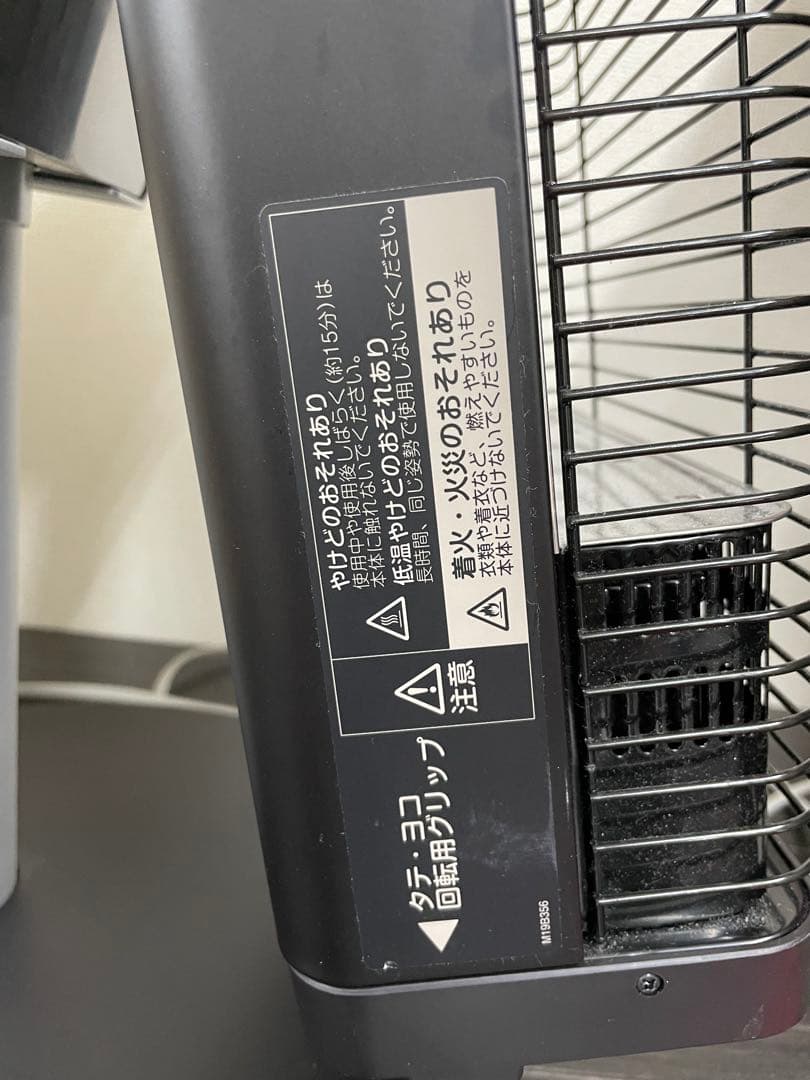 ◀タテ・ヨコ
回転用グリップ
注意
やけどのおそれあり
使用中や使用後しばらく(約15分)は
本体に触れないでください。
低温やけどのおそれあり
長時間、同じ姿勢で使用しないでください。
着火・火災のおそれあり
衣類や着衣など、燃えやすいものを
本体に近づけないでください。
M19B356